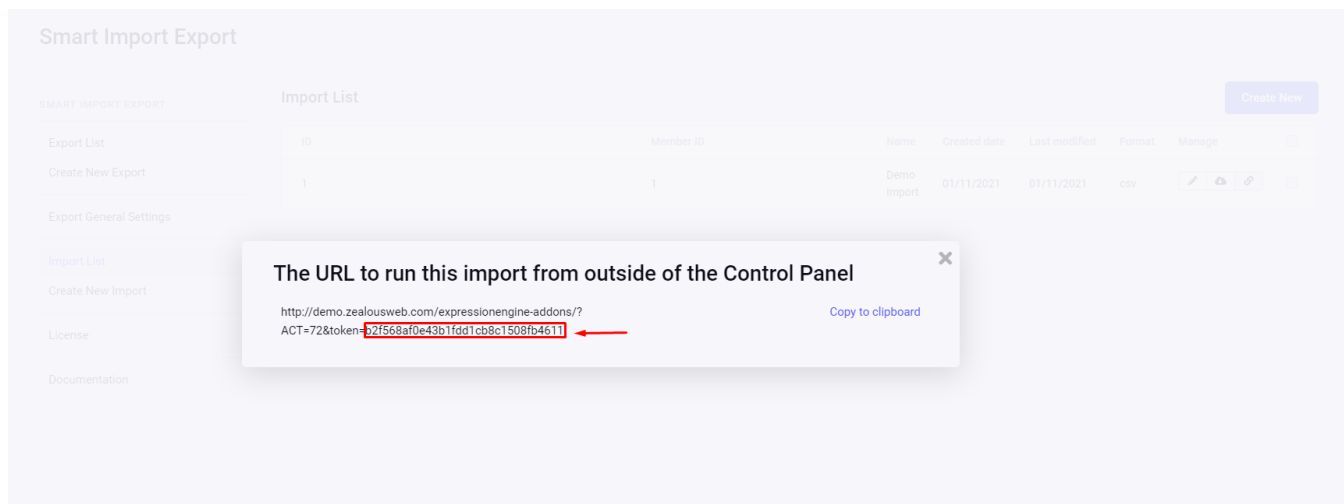 Smart Import Export
SMART IMPORT EXPORT
Export List
Create New Export
Export General Settings
Import List
Create New Import
License
Documentation
Import List
Create New
ID Member ID Name Created date Last modified Format Manage
1 1 Demo Import 01/11/2021 01/11/2021 csv
The URL to run this import from outside of the Control Panel
http://demo.zealousweb.com/expressionengine-addons/?
ACT=72&token=b2f568af0e43b1fdd1cb8c1508fb4611
Copy to clipboard